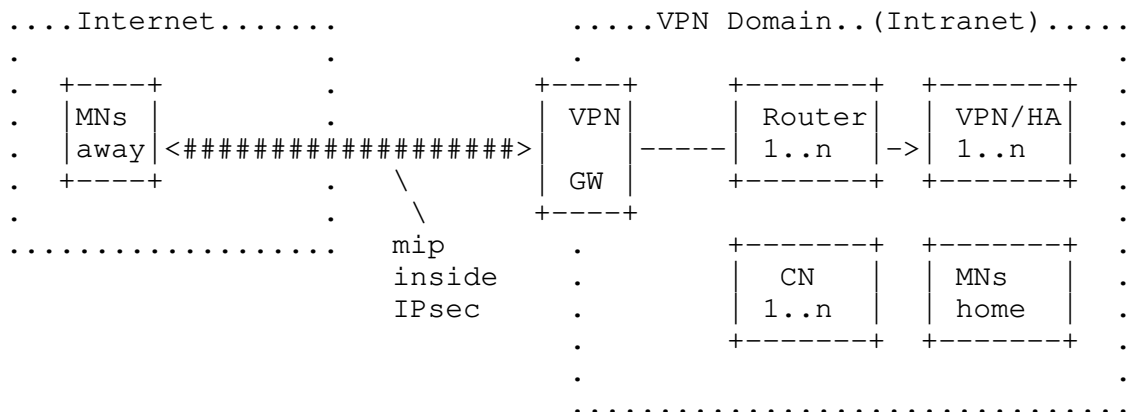 ....Internet.......             .....VPN Domain..(Intranet).....
.                 .             .                              .
.  +----+         .           +----+     +-------+  +-------+  .
.  |MNs |         .           | VPN|     | Router|  | VPN/HA|  .
.  |away|<###################>|    |-----| 1..n  |->| 1..n  |  .
.  +----+         .   \       | GW |     +-------+  +-------+  .
.                 .    \      +----+                           .
...................   mip       .        +-------+  +-------+  .
                      inside    .        |  CN   |  | MNs   |  .
                      IPsec     .        | 1..n  |  | home  |  .
                                .        +-------+  +-------+  .
                                .                              .
                                ................................